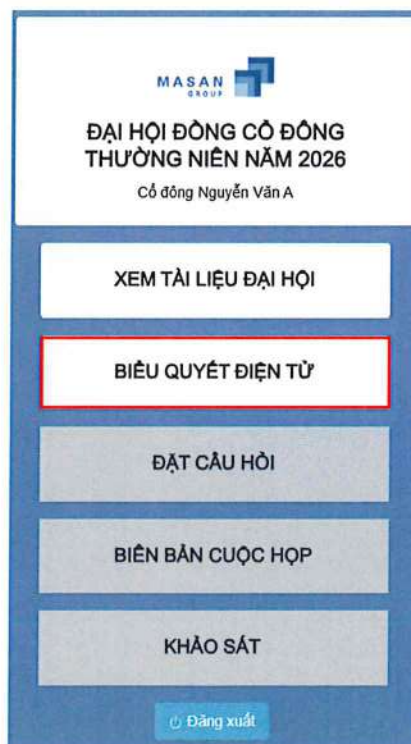 MASAN
GROUP
ĐẠI HỘI ĐỒNG CỔ ĐÔNG
THƯỜNG NIÊN NĂM 2026
Cổ đông Nguyễn Văn A
XEM TÀI LIỆU ĐẠI HỘI
BIỂU QUYẾT ĐIỆN TỬ
ĐẶT CÂU HỎI
BIÊN BẢN CUỘC HỌP
KHẢO SÁT
Đăng xuất